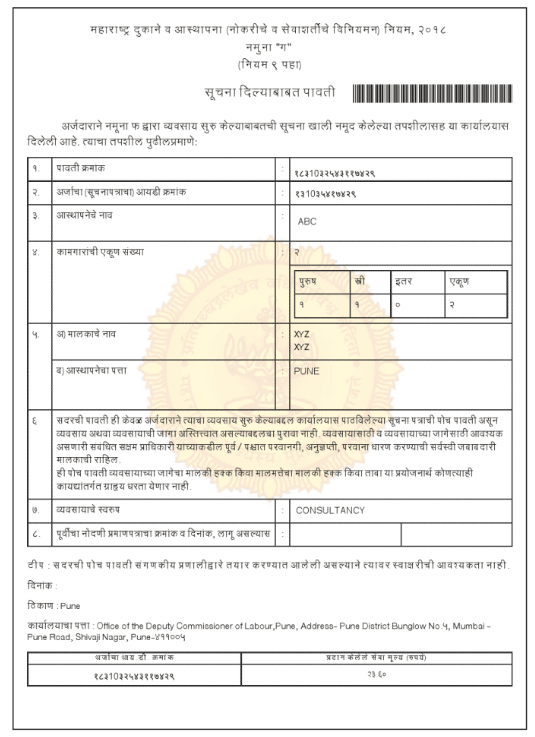 महाराष्ट्र दुकाने व आस्थापना (नोकरीचे व सेवाशर्तीचे विनियमन) नियम, २०१८
नमुना "ग"
(नियम ९ पहा)
सूचना दिल्याबाबत पावती
अर्जदाराने नमूना फ द्वारा व्यवसाय सुरु केल्याबाबतची सूचना खाली नमूद केलेल्या तपशीलासह या कार्यालयास
दिलेली आहे. त्याचा तपशील पुढीलप्रमाणे:
१. पावती क्रमांक : १८३10३२५४३११७४२९
२. अर्जाचा (सूचनापत्राचा) आयडी क्रमांक : १३10३५४१७४२९
३. आस्थापनेचे नाव : ABC
४. कामगारांची एकूण संख्या : २
पुरुष स्त्री इतर एकूण
१ १ ० २
५. अ) मालकाचे नाव : XYZ
XYZ
ब) आस्थापनेचा पत्ता : PUNE
६ सदरची पावती ही केवळ अर्जदाराने त्याचा व्यवसाय सुरु केल्याबद्दल कार्यालयास पाठविलेल्या सूचना पत्राची पोच पावती असून
व्यवसाय अथवा व्यवसायाची जागा अस्तित्त्वात असल्याबद्दलचा पुरावा नाही. व्यवसायासाठी व व्यवसायाच्या जागेसाठी आवश्यक
असणारी संबंधित सक्षम प्राधिकारी यांच्याकडील पूर्व / पश्चात परवानगी, अनुज्ञप्ती, परवाना धारण करण्याची सर्वस्वी जबाबदारी
मालकाची राहिल.
ही पोच पावती व्यवसायाच्या जागेचा मालकी हक्क किंवा मालमत्तेचा मालकी हक्क किंवा ताबा या प्रयोजनार्थ कोणत्याही
कायद्यांतर्गत ग्राह्य धरता येणार नाही.
७. व्यवसायाचे स्वरुप : CONSULTANCY
८. पूर्वीचा नोदणी प्रमाणपत्राचा क्रमांक व दिनांक, लागू असल्यास :
टीप : सदरची पोच पावती संगणकीय प्रणालीद्वारे तयार करण्यात आलेली असल्याने त्यावर स्वाक्षरीची आवश्यकता नाही.
दिनांक :
ठिकाण : Pune
कार्यालयाचा पत्ता : Office of the Deputy Commissioner of Labour,Pune, Address- Pune District Bunglow No.५, Mumbai -
Pune Road, Shivaji Nagar, Pune-४११००५
अर्जाचा आय.डी. क्रमांक प्रदान केलेले सेवा मूल्य (रुपये)
१८३10३२५४३११७४२९ २३.६०